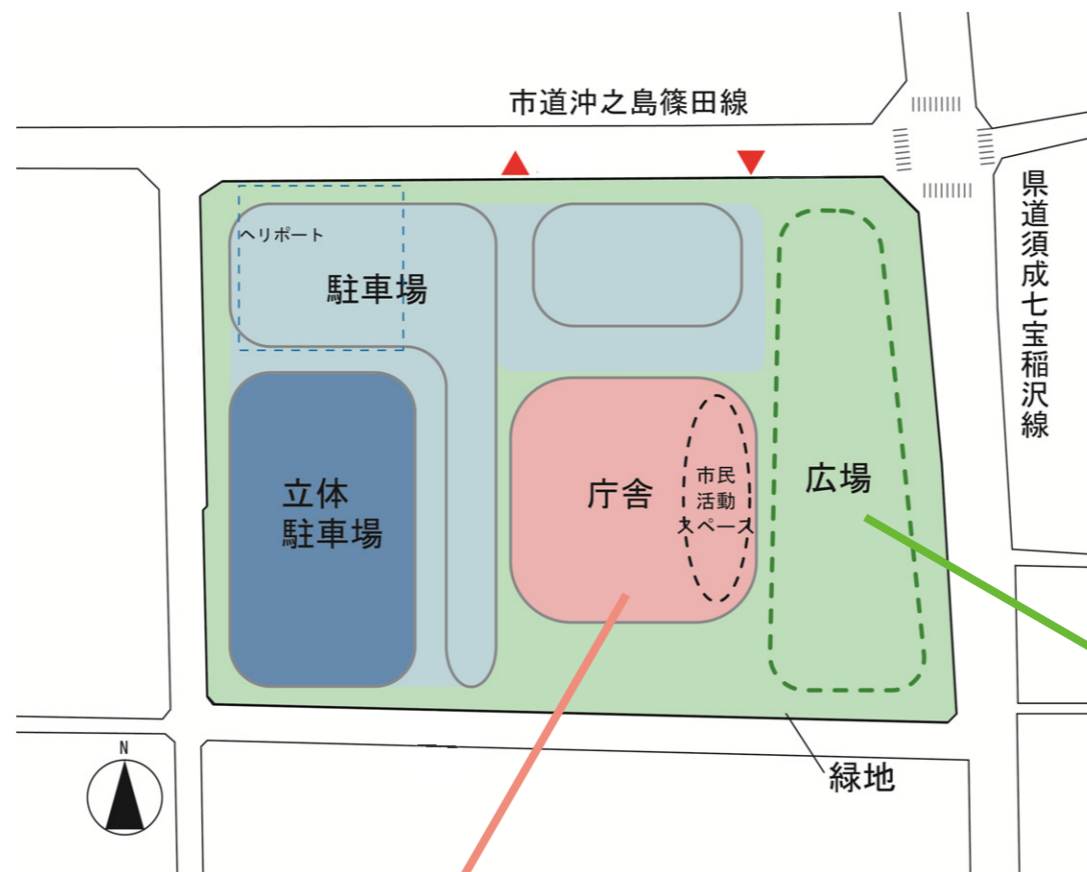 市道沖之島篠田線
県道須成七宝稲沢線
ヘリポート
駐車場
立体
駐車場
庁舎
市民
活動
スペース
広場
緑地
N